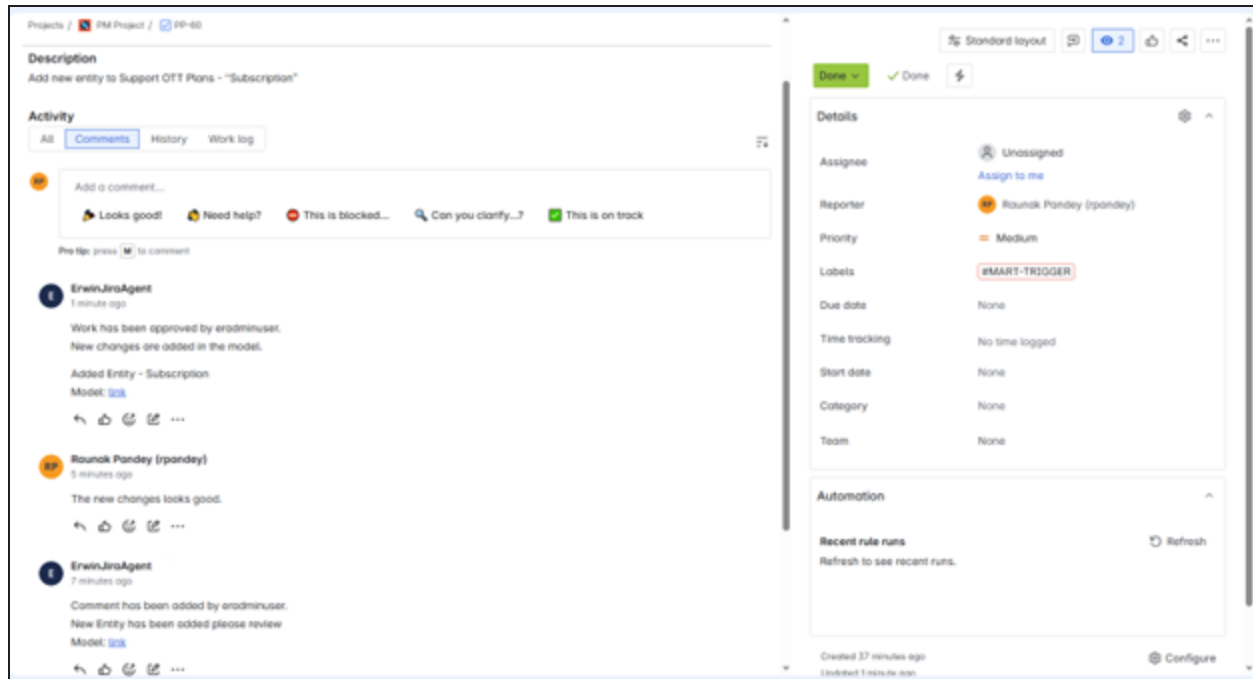 Projects / PM Project / PP-60
Description
Add new entity to Support OTT Plans - "Subscription"
Activity
All Comments History Work log
RP Add a comment...
Looks good! Need help? This is blocked... Can you clarify...? This is on track
Pro tip: press M to comment
E ErwinJiraAgent
1 minute ago
Work has been approved by eradminuser.
New changes are added in the model.
Added Entity - Subscription
Model: link
RP Raunak Pandey (rpandey)
5 minutes ago
The new changes looks good.
E ErwinJiraAgent
7 minutes ago
Comment has been added by eradminuser.
New Entity has been added please review
Model: link
Standard layout 2
Done Done
Details
Assignee Unassigned
Assign to me
Reporter RP Raunak Pandey (rpandey)
Priority Medium
Labels #MART-TRIGGER
Due date None
Time tracking No time logged
Start date None
Category None
Team None
Automation
Recent rule runs Refresh
Refresh to see recent runs.
Created 37 minutes ago Configure
Updated 1 minute ago